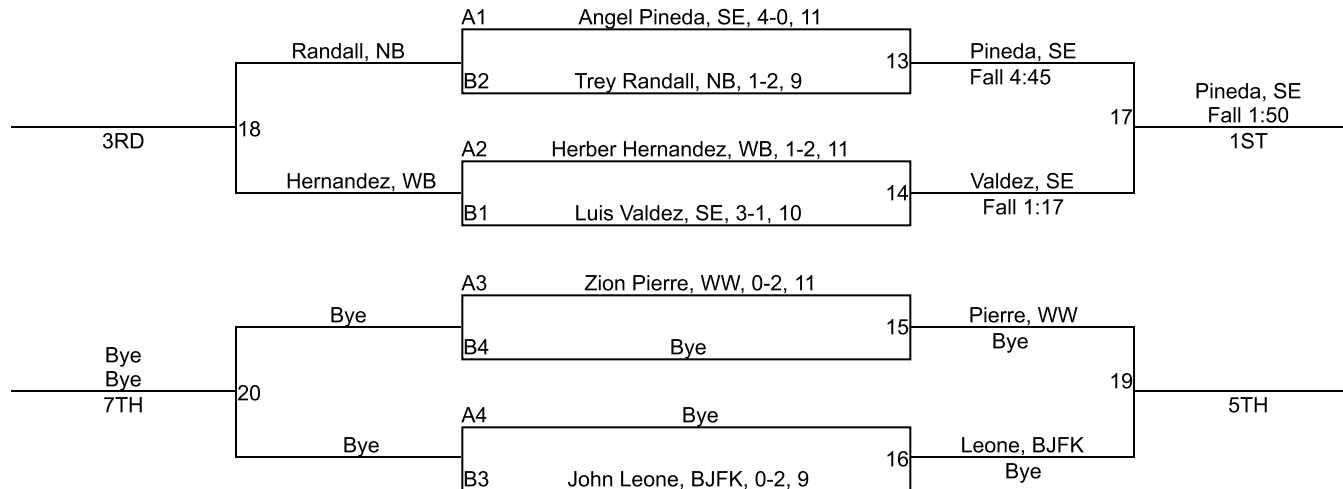 A1 Angel Pineda, SE, 4-0, 11
Randall, NB
13
Pineda, SE
B2 Trey Randall, NB, 1-2, 9
Fall 4:45
Pineda, SE
Fall 1:50
3RD
18
17
1ST
A2 Herber Hernandez, WB, 1-2, 11
Hernandez, WB
14
Valdez, SE
B1 Luis Valdez, SE, 3-1, 10
Fall 1:17
A3 Zion Pierre, WW, 0-2, 11
Bye
15
Pierre, WW
B4 Bye
Bye
Bye
Bye
7TH
20
19
5TH
A4 Bye
Bye
16
Leone, BJFK
B3 John Leone, BJFK, 0-2, 9
Bye